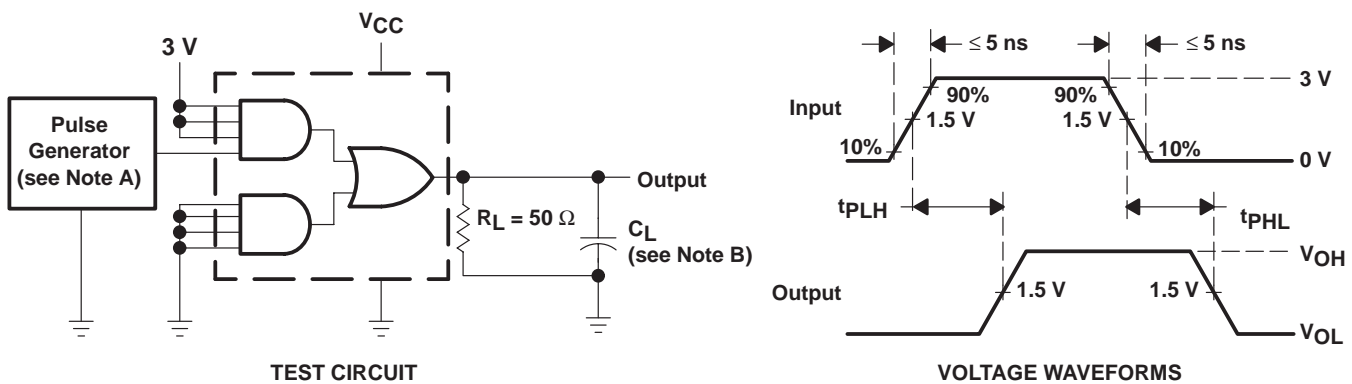 VCC
3 V
Pulse
Generator
(see Note A)
Output
RL = 50 Ω
CL
(see Note B)
TEST CIRCUIT
≤ 5 ns
≤ 5 ns
3 V
90%
90%
Input
1.5 V
1.5 V
10%
10%
0 V
tPLH
tPHL
VOH
Output
1.5 V
1.5 V
VOL
VOLTAGE WAVEFORMS